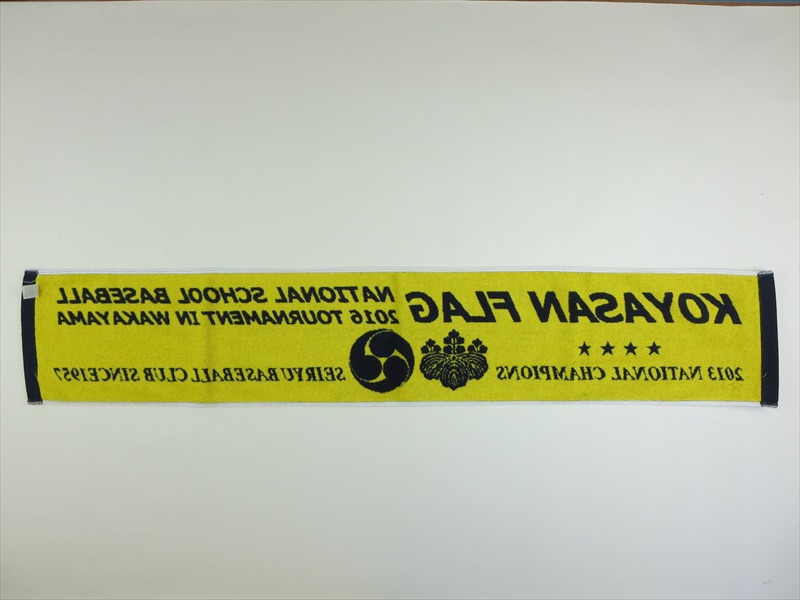 KOYASAN FLAG
NATIONAL SCHOOL BASEBALL
2016 TOURNAMENT IN WAKAYAMA
★★★★
2013 NATIONAL CHAMPIONS
SEIRYU BASEBALL CLUB SINCE1957